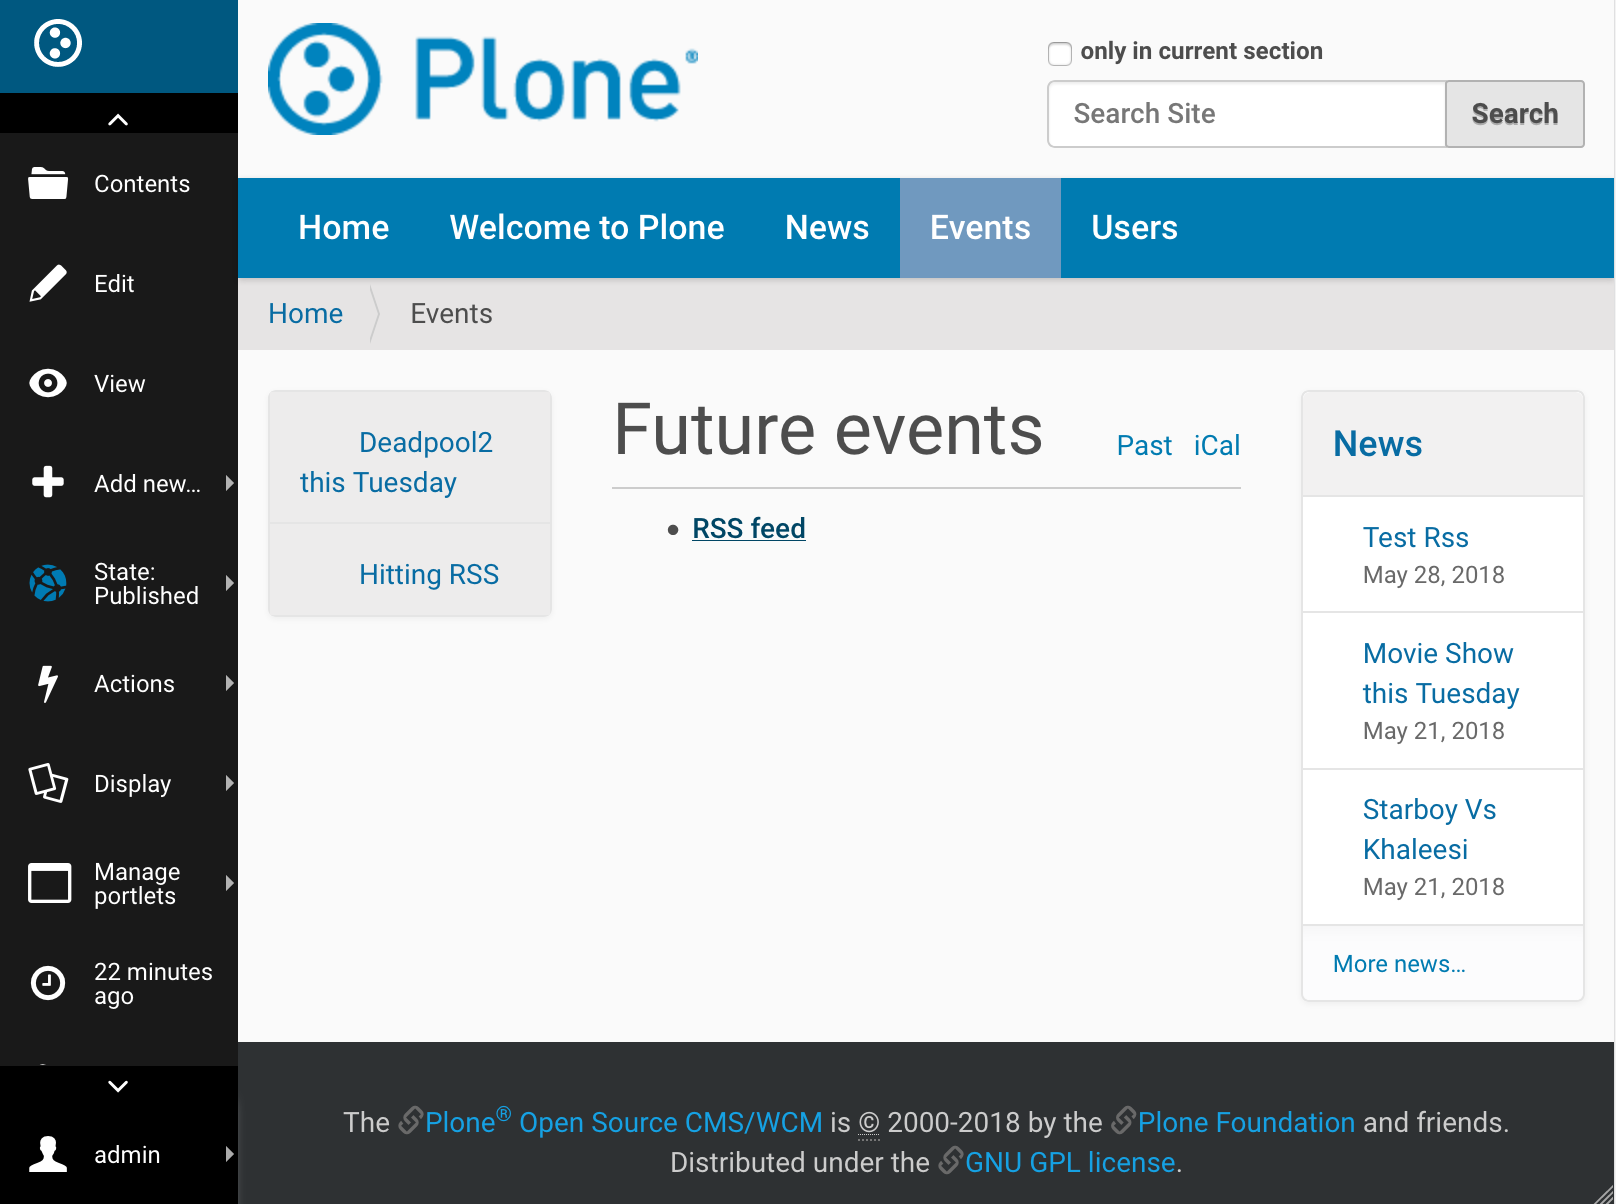 Contents
Edit
View
Add new…
State:
Published
Actions
Display
Manage
portlets
22 minutes
ago
admin
Plone®
only in current section
Search Site
Search
Home
Welcome to Plone
News
Events
Users
Home
Events
Deadpool2
this Tuesday
Hitting RSS
Future events
Past
iCal
RSS feed
News
Test Rss
May 28, 2018
Movie Show
this Tuesday
May 21, 2018
Starboy Vs
Khaleesi
May 21, 2018
More news…
The Plone® Open Source CMS/WCM is © 2000-2018 by the Plone Foundation and friends.
Distributed under the GNU GPL license.